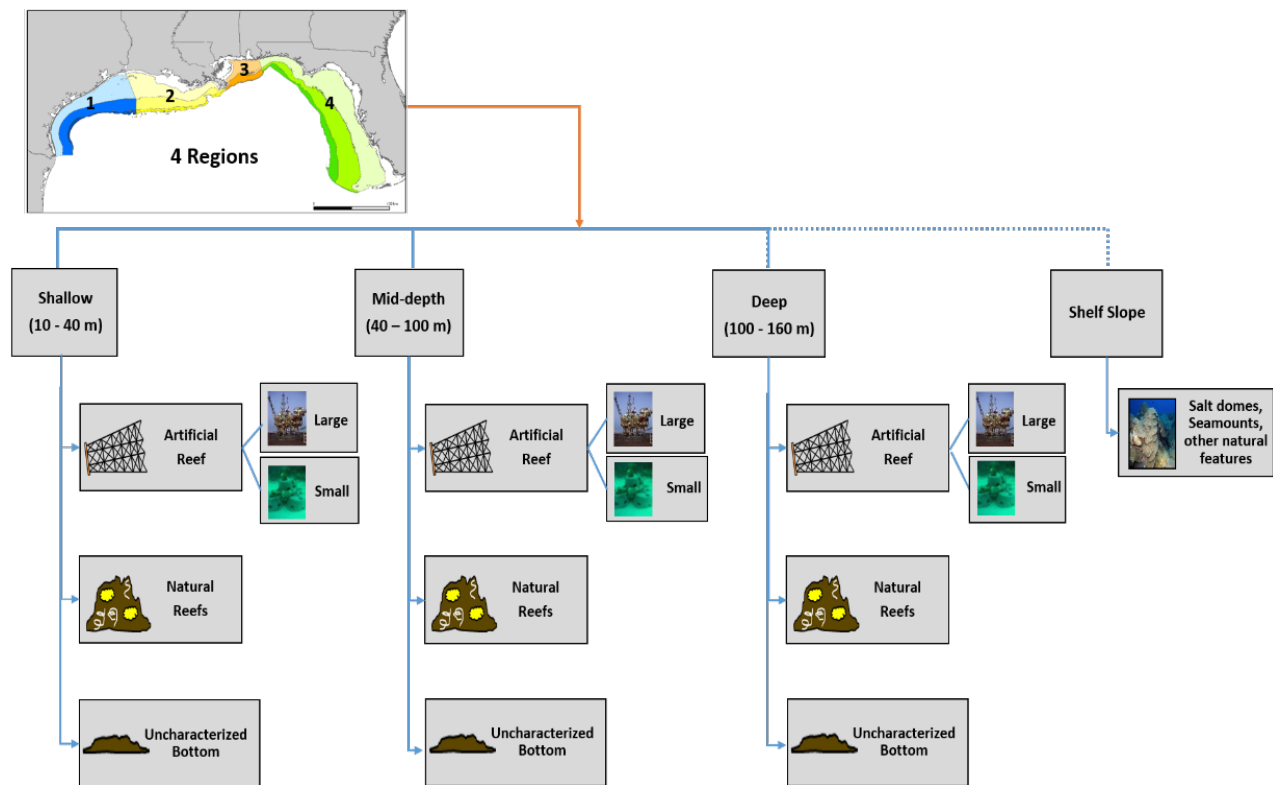 1
2
3
4
4 Regions
Shallow
(10 - 40 m)
Mid-depth
(40 – 100 m)
Deep
(100 - 160 m)
Shelf Slope
Artificial
Reef
Large
Small
Artificial
Reef
Large
Small
Artificial
Reef
Large
Small
Salt domes,
Seamounts,
other natural
features
Natural
Reefs
Natural
Reefs
Natural
Reefs
Uncharacterized
Bottom
Uncharacterized
Bottom
Uncharacterized
Bottom